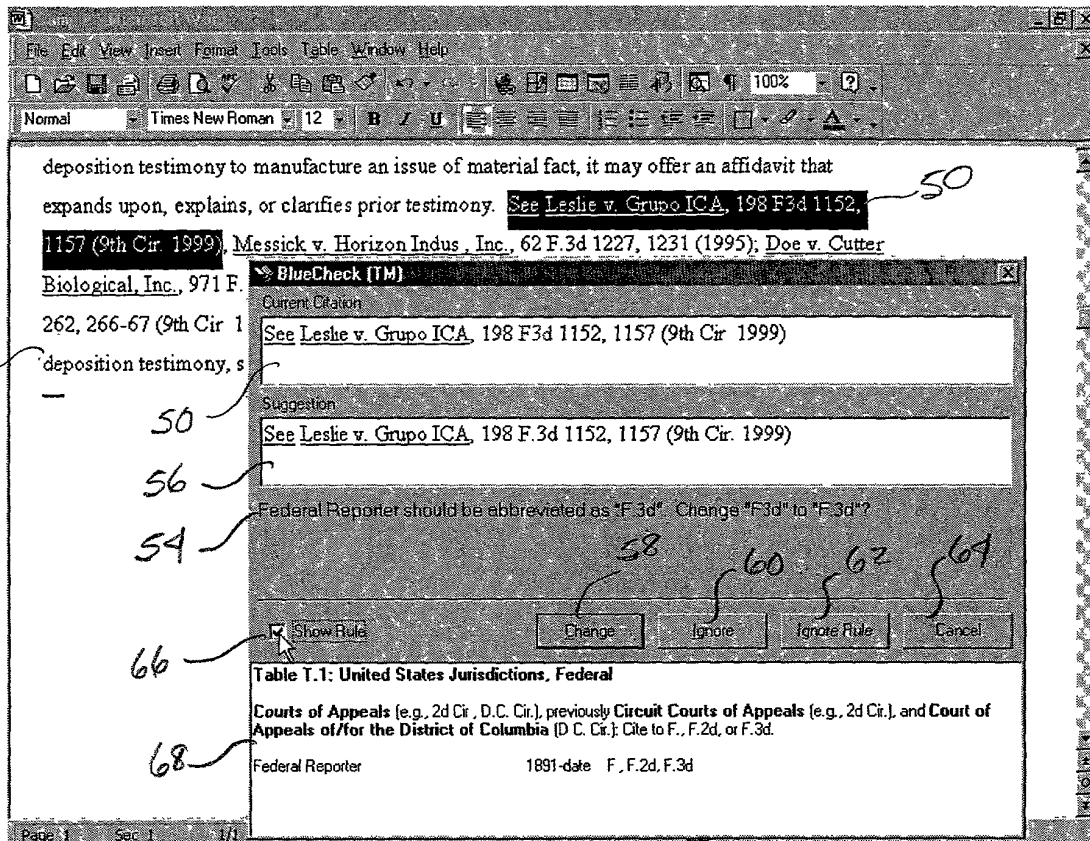 File Edit View Insert Format Tools Table Window Help
100%
Normal Times New Roman 12 B I U A
deposition testimony to manufacture an issue of material fact, it may offer an affidavit that
expands upon, explains, or clarifies prior testimony. See Leslie v. Grupo ICA, 198 F3d 1152, 50
1157 (9th Cir 1999), Messick v. Horizon Indus , Inc., 62 F.3d 1227, 1231 (1995); Doe v. Cutter
Biological, Inc., 971 F.
262, 266-67 (9th Cir 1
deposition testimony, s
BlueCheck (TM)
Current Citation
See Leslie v. Grupo ICA, 198 F3d 1152, 1157 (9th Cir 1999)
50
Suggestion
See Leslie v. Grupo ICA, 198 F.3d 1152, 1157 (9th Cir. 1999)
56
Federal Reporter should be abbreviated as "F.3d". Change "F3d" to "F.3d"?
54
58 60 62 64
Show Rule Change Ignore Ignore Rule Cancel
66
Table T.1: United States Jurisdictions, Federal
Courts of Appeals (e.g., 2d Cir , D.C. Cir.), previously Circuit Courts of Appeals (e.g., 2d Cir.), and Court of
Appeals of/for the District of Columbia (D C. Cir.): Cite to F., F.2d, or F.3d.
68
Federal Reporter 1891-date F , F.2d, F.3d
Page 1 Sec 1 1/1